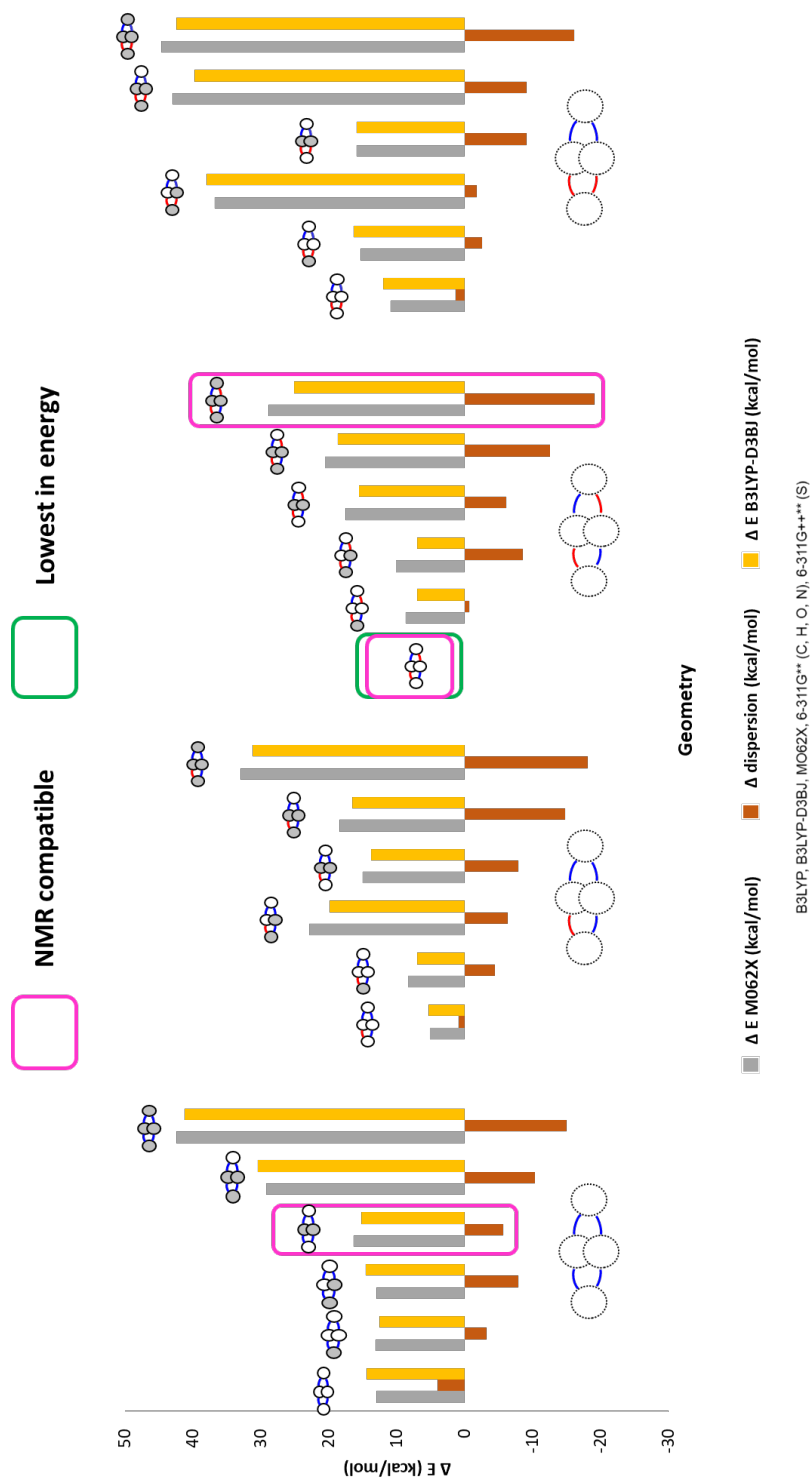 NMR compatible
Lowest in energy
Δ E (kcal/mol)
50
40
30
20
10
0
-10
-20
-30
Geometry
Δ E M062X (kcal/mol)
Δ dispersion (kcal/mol)
Δ E B3LYP-D3BJ (kcal/mol)
B3LYP, B3LYP-D3BJ, MO62X, 6-311G** (C, H, O, N), 6-311G++** (S)